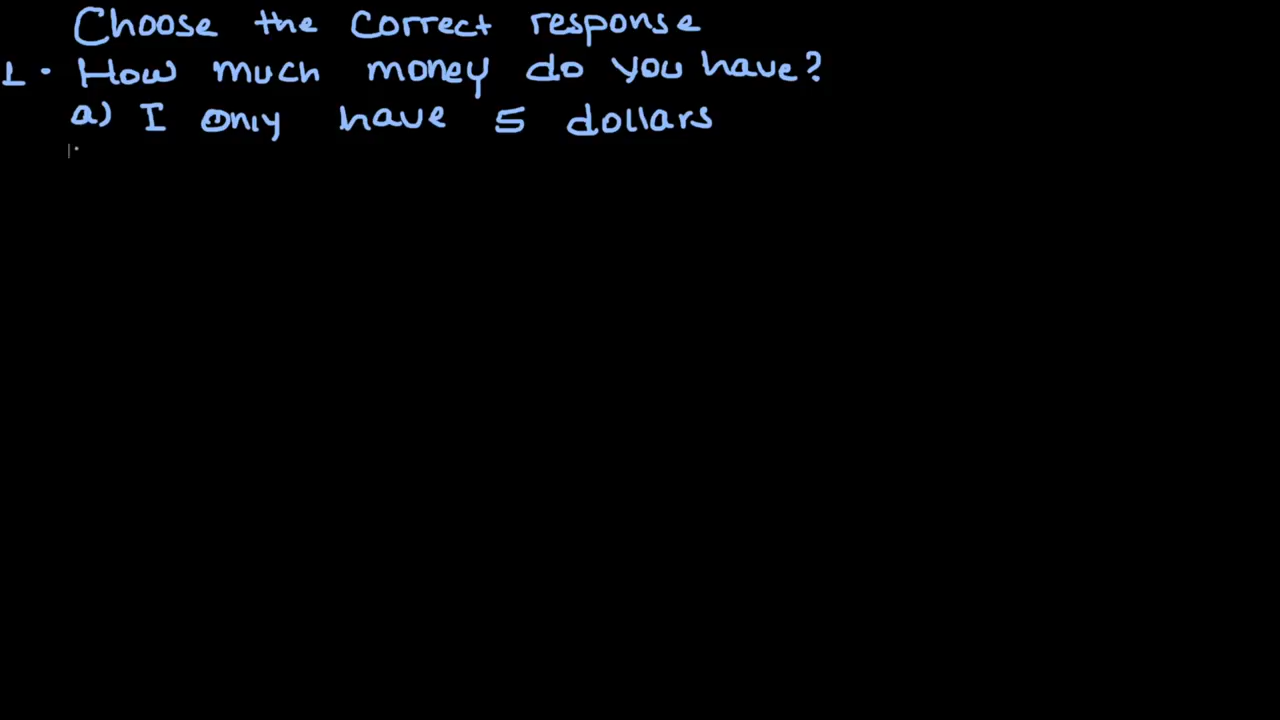 Choose the correct response
1. How much money do you have?
a) I only have 5 dollars